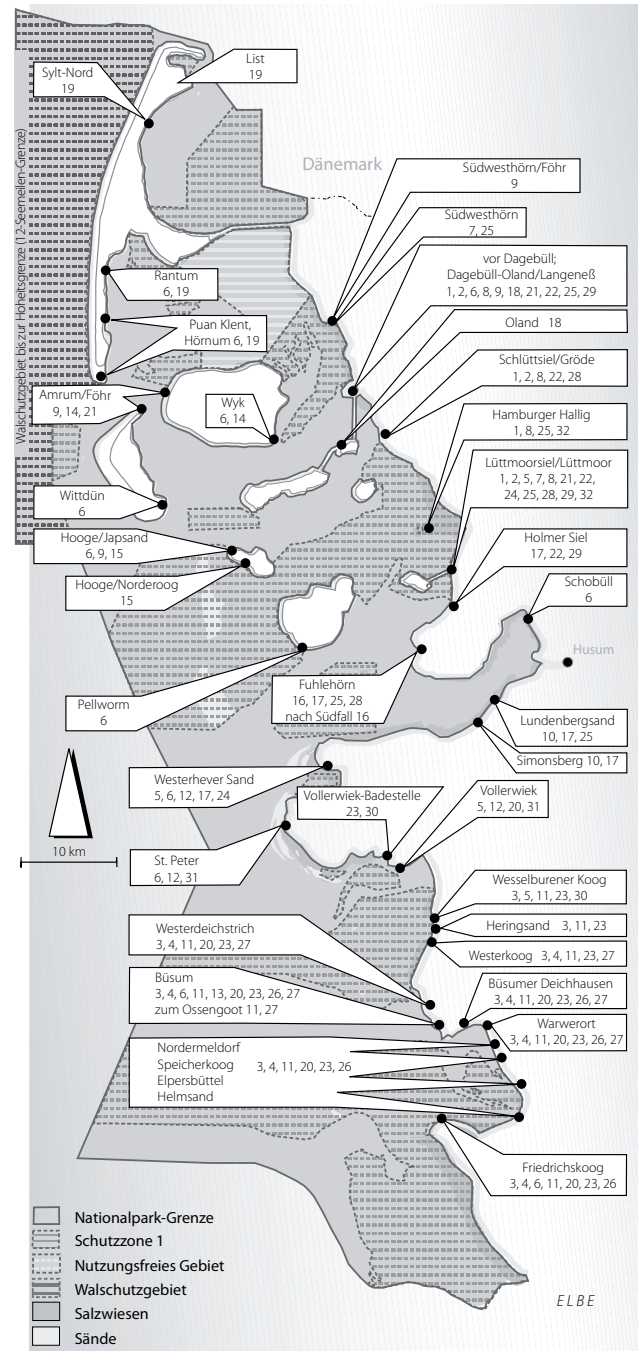 List
19
Sylt-Nord
19
Walschutzgebiet bis zur Hoheitsgrenze (12-Seemeilen-Grenze)
Dänemark
Südwesthörn/Föhr
9
Südwesthörn
7, 25
vor Dagebüll;
Dagebüll-Oland/Langeneß
1, 2, 6, 8, 9, 18, 21, 22, 25, 29
Rantum
6, 19
Oland 18
Puan Klent,
Hörnum 6, 19
Schlüttsiel/Gröde
1, 2, 8, 22, 28
Amrum/Föhr
9, 14, 21
Wyk
6, 14
Hamburger Hallig
1, 8, 25, 32
Lüttmoorsiel/Lüttmoor
1, 2, 5, 7, 8, 21, 22,
24, 25, 28, 29, 32
Wittdün
6
Hooge/Japsand
6, 9, 15
Holmer Siel
17, 22, 29
Hooge/Norderoog
15
Schobüll
6
Husum
Pellworm
6
Fuhlehörn
16, 17, 25, 28
nach Südfall 16
Lundenbergsand
10, 17, 25
Simonsberg 10, 17
Westerhever Sand
5, 6, 12, 17, 24
Vollerwiek-Badestelle
23, 30
Vollerwiek
5, 12, 20, 31
10 km
St. Peter
6, 12, 31
Wesselburener Koog
3, 5, 11, 23, 30
Westerdeichstrich
3, 4, 11, 20, 23, 27
Heringsand 3, 11, 23
Westerkoog 3, 4, 11, 23, 27
Büsum
3, 4, 6, 11, 13, 20, 23, 26, 27
zum Ossengoot 11, 27
Büsumer Deichhausen
3, 4, 11, 20, 23, 26, 27
Warwerort
3, 4, 11, 20, 23, 26, 27
Nordermeldorf
Speicherkoog 3, 4, 11, 20, 23, 26
Elpersbüttel
Helmsand
Friedrichskoog
3, 4, 6, 11, 20, 23, 26
Nationalpark-Grenze
Schutzzone 1
Nutzungsfreies Gebiet
Walschutzgebiet
Salzwiesen
Sände
ELBE